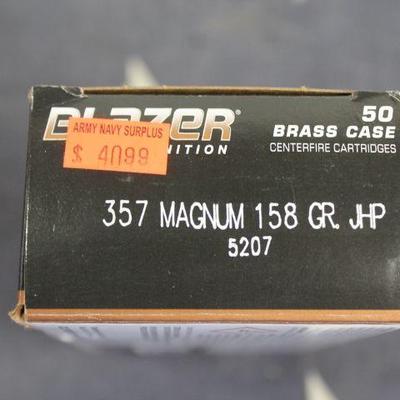 BLAZER
50
BRASS CASE
CENTERFIRE CARTRIDGES
ARMY NAVY SURPLUS
$ 4099
357 MAGNUM 158 GR. JHP
5207